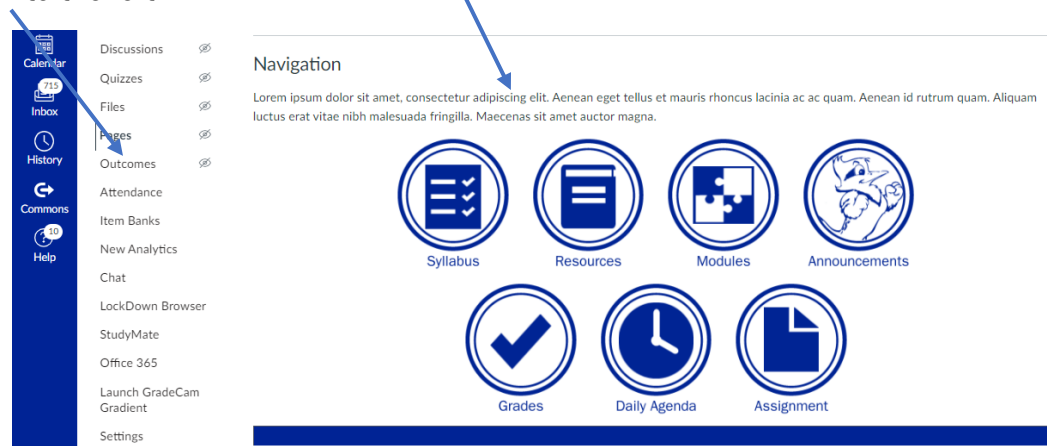 Calendar
715
Inbox
History
Commons
10
Help
Discussions
Quizzes
Files
Pages
Outcomes
Attendance
Item Banks
New Analytics
Chat
LockDown Browser
StudyMate
Office 365
Launch GradeCam
Gradient
Settings
Navigation
Lorem ipsum dolor sit amet, consectetur adipiscing elit. Aenean eget tellus et mauris rhoncus lacinia ac ac quam. Aenean id rutrum quam. Aliquam
luctus erat vitae nibh malesuada fringilla. Maecenas sit amet auctor magna.
Syllabus
Resources
Modules
Announcements
Grades
Daily Agenda
Assignment